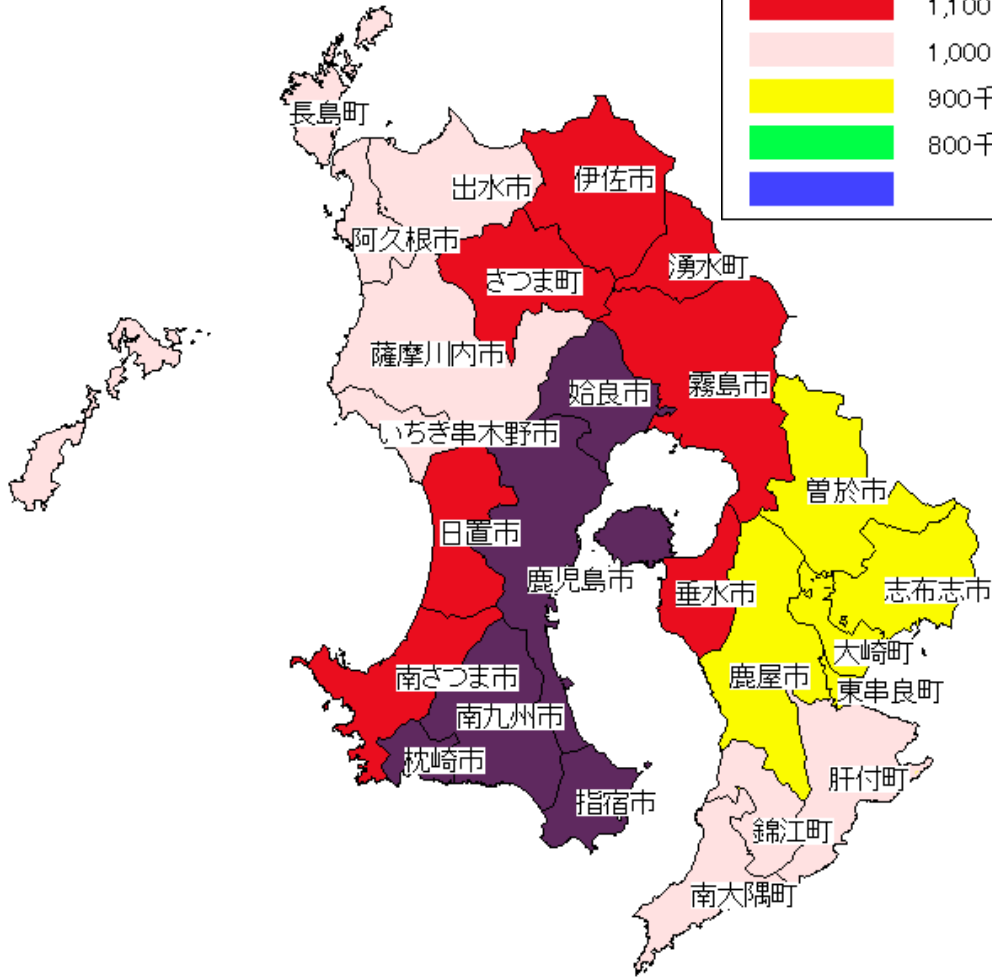 1,100
1,000
900千
800千
長島町
出水市
伊佐市
阿久根市
湧水町
さつま町
薩摩川内市
姶良市
霧島市
いちき串木野市
曽於市
日置市
鹿児島市
垂水市
志布志市
大崎町
南さつま市
鹿屋市
東串良町
南九州市
枕崎市
肝付町
指宿市
錦江町
南大隅町